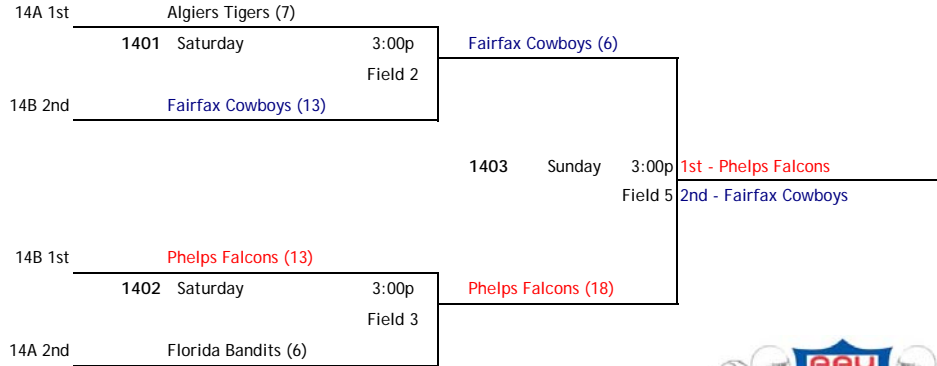 14A 1st Algiers Tigers (7)
1401 Saturday 3:00p Fairfax Cowboys (6)
Field 2
14B 2nd Fairfax Cowboys (13)
1403 Sunday 3:00p 1st - Phelps Falcons
Field 5 2nd - Fairfax Cowboys
14B 1st Phelps Falcons (13)
1402 Saturday 3:00p Phelps Falcons (18)
Field 3
14A 2nd Florida Bandits (6)